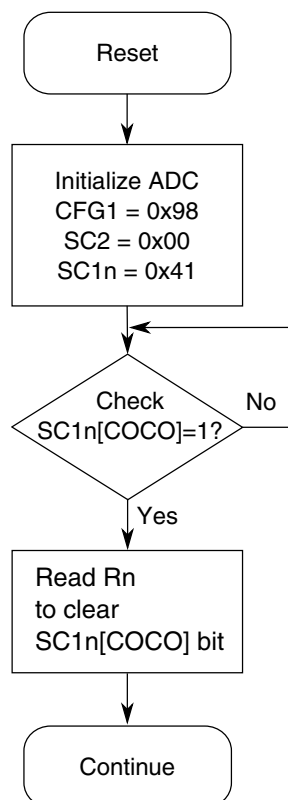 Reset
Initialize ADC
CFG1 = 0x98
SC2 = 0x00
SC1n = 0x41
Check
SC1n[COCO]=1?
No
Yes
Read Rn
to clear
SC1n[COCO] bit
Continue